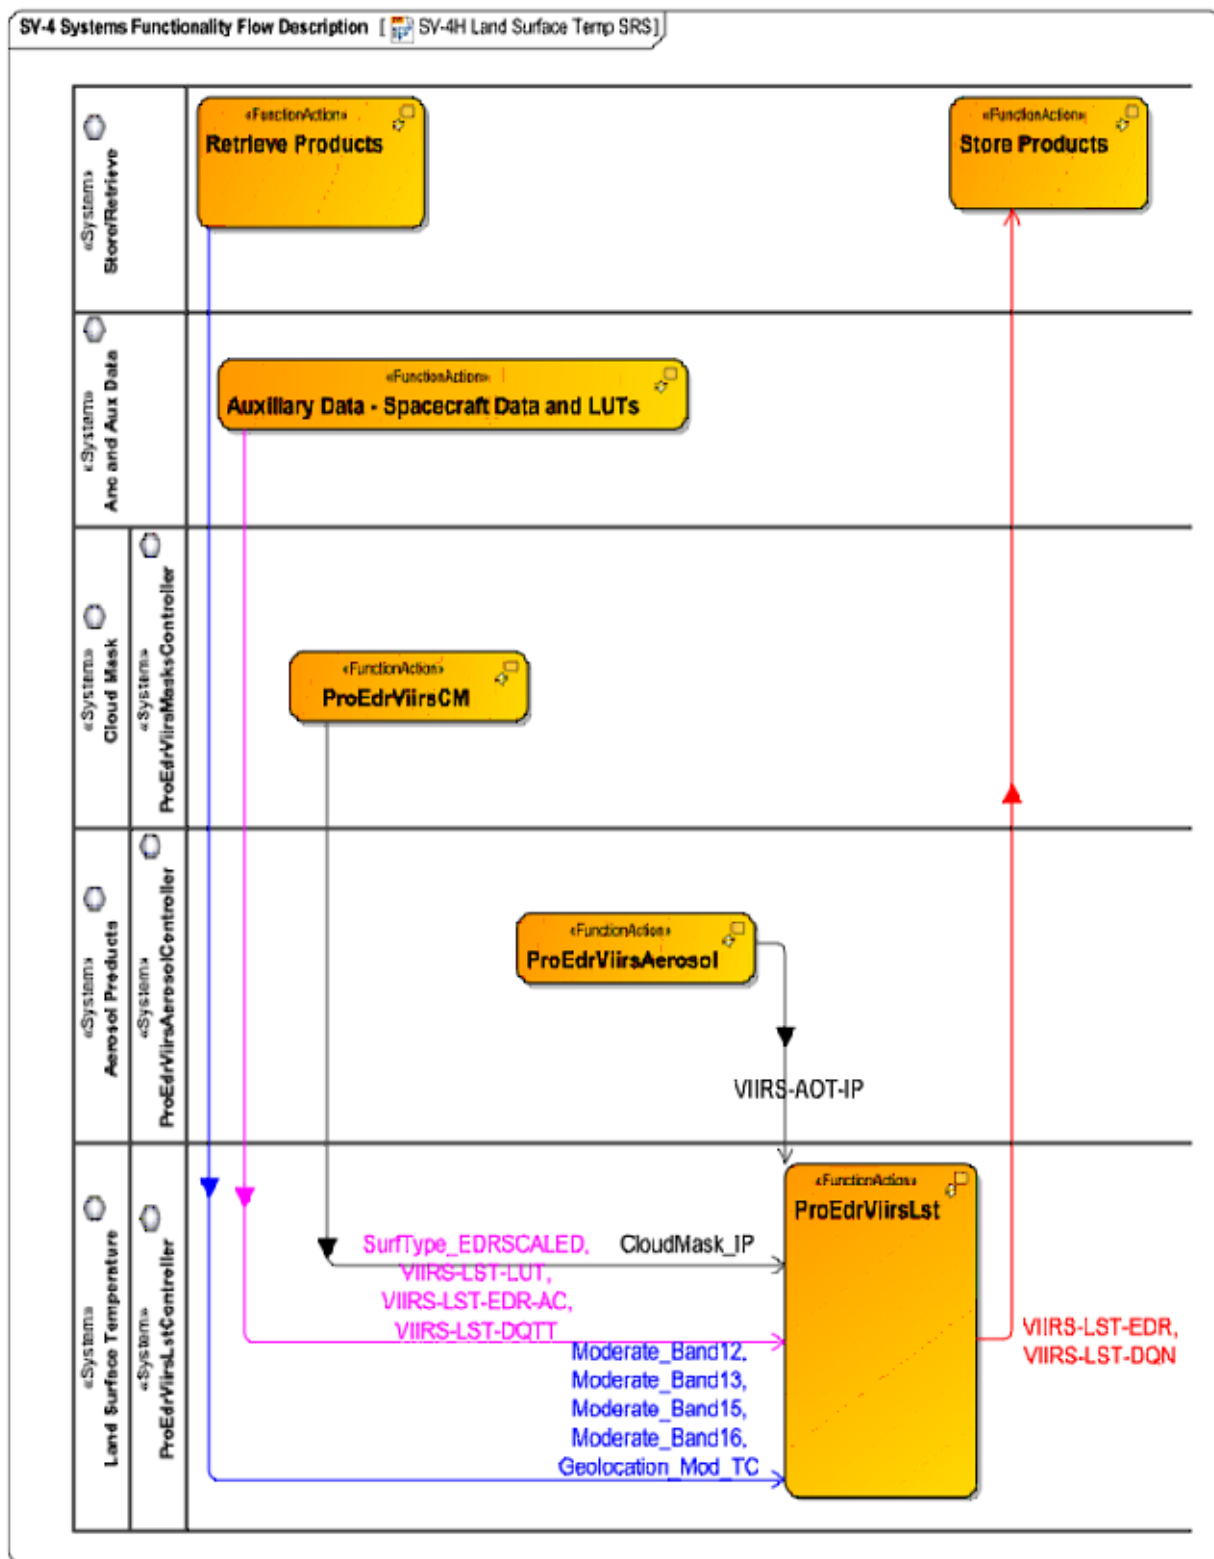 SV-4 Systems Functionality Flow Description [ SV-4H Land Surface Temp SRS ]
«System»
Store/Retrieve
«FunctionAction»
Retrieve Products
«FunctionAction»
Store Products
«System»
Anc and Aux Data
«FunctionAction»
Auxillary Data - Spacecraft Data and LUTs
«System»
Cloud Mask
«System»
ProEdrViirsMasksController
«FunctionAction»
ProEdrViirsCM
«System»
Aerosol Products
«System»
ProEdrViirsAerosolController
«FunctionAction»
ProEdrViirsAerosol
VIIRS-AOT-IP
«System»
Land Surface Temperature
«System»
ProEdrViirsLstController
«FunctionAction»
ProEdrViirsLst
CloudMask_IP
SurfType_EDRSCALED,
VIIRS-LST-LUT,
VIIRS-LST-EDR-AC,
VIIRS-LST-DQTT
Moderate_Band12,
Moderate_Band13,
Moderate_Band15,
Moderate_Band16,
Geolocation_Mod_TC
VIIRS-LST-EDR,
VIIRS-LST-DQN